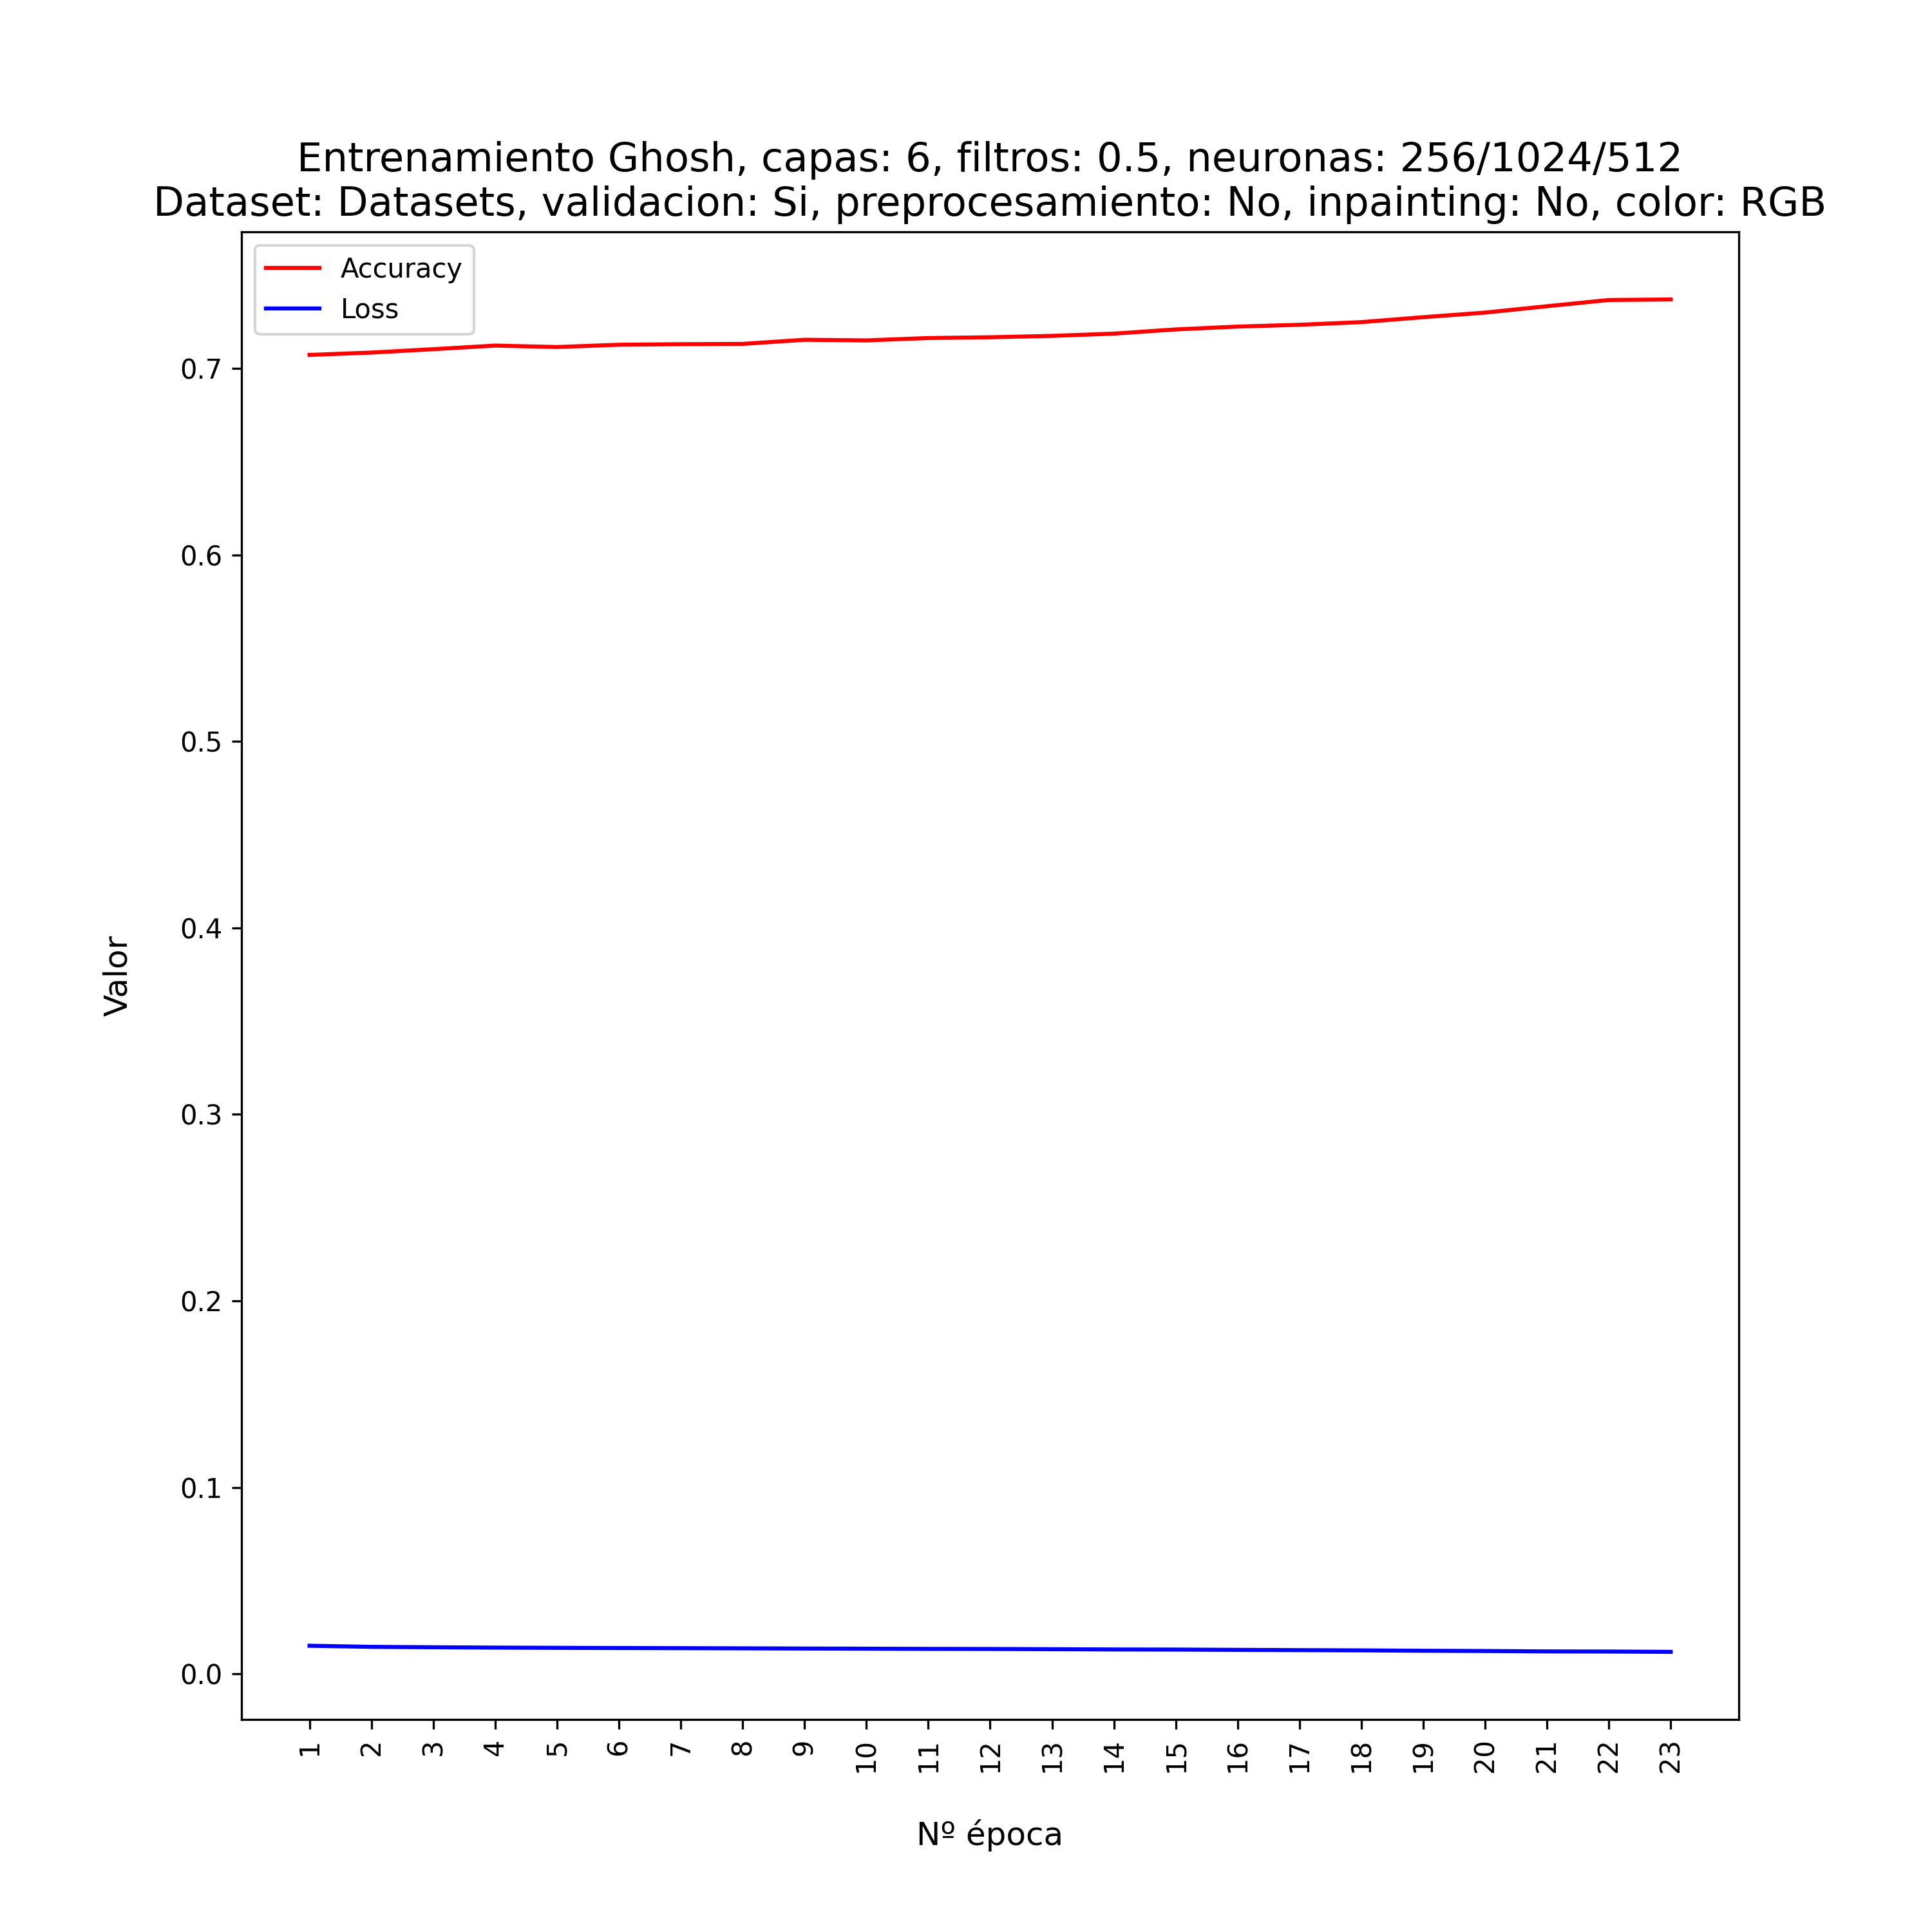 Entrenamiento Ghosh, capas: 6, filtros: 0.5, neuronas: 256/1024/512
Dataset: Datasets, validacion: Si, preprocesamiento: No, inpainting: No, color: RGB
Accuracy
Loss
0.7
0.6
0.5
0.4
0.3
0.2
0.1
0.0
Valor
1 2 3 4 5 6 7 8 9 10 11 12 13 14 15 16 17 18 19 20 21 22 23
Nº época